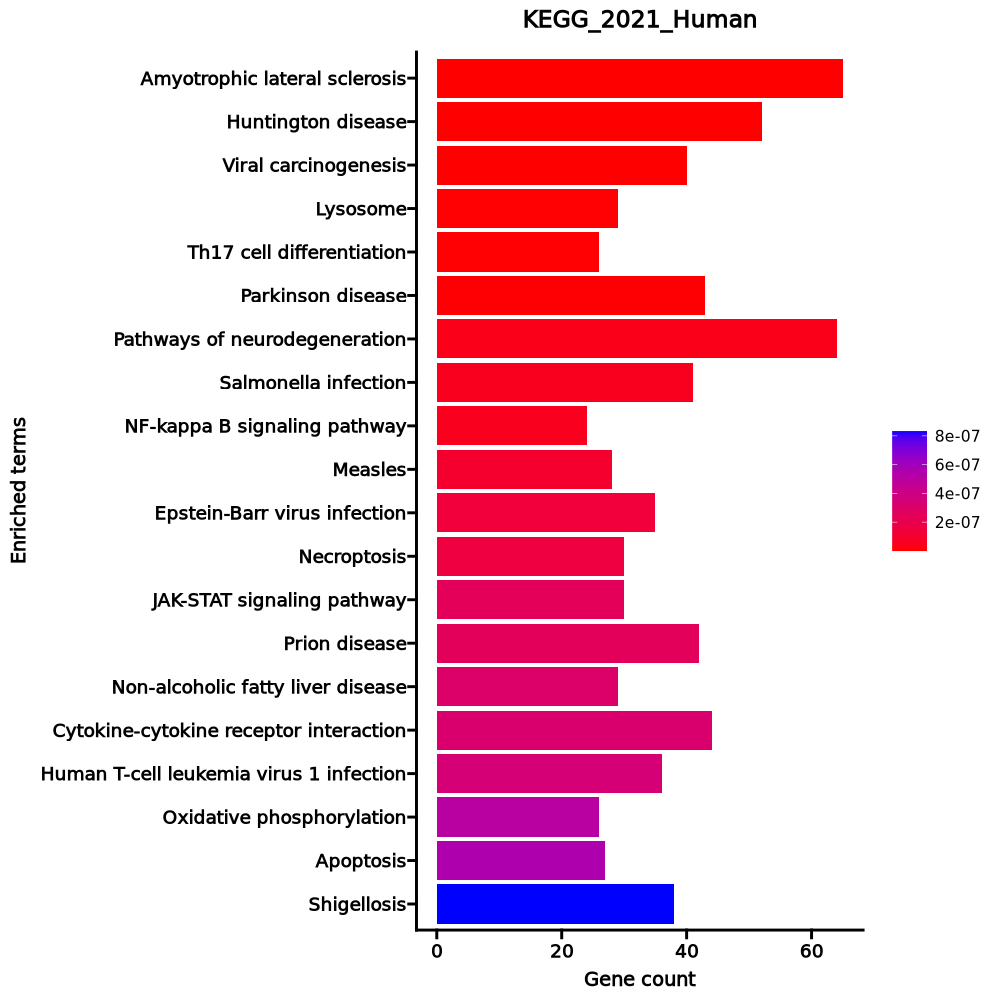 KEGG_2021_Human
Amyotrophic lateral sclerosis
Huntington disease
Viral carcinogenesis
Lysosome
Th17 cell differentiation
Parkinson disease
Pathways of neurodegeneration
Salmonella infection
NF-kappa B signaling pathway
Measles
Epstein-Barr virus infection
Necroptosis
JAK-STAT signaling pathway
Prion disease
Non-alcoholic fatty liver disease
Cytokine-cytokine receptor interaction
Human T-cell leukemia virus 1 infection
Oxidative phosphorylation
Apoptosis
Shigellosis
Enriched terms
0 20 40 60
Gene count
8e-07
6e-07
4e-07
2e-07